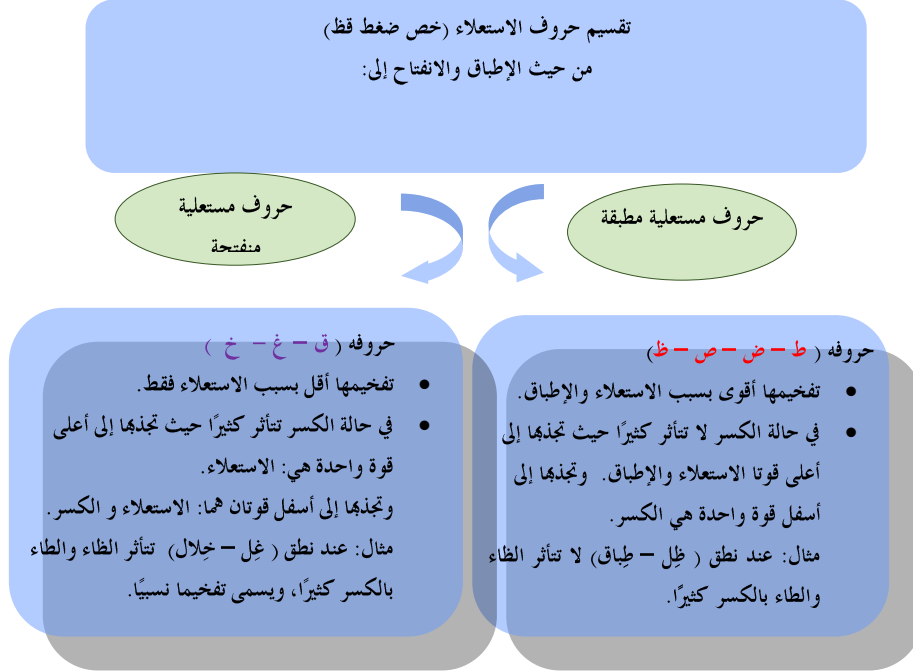 تقسيم حروف الاستعلاء (خص ضغط قظ)
من حيث الإطباق والانفتاح إلى:
حروف مستعلية مطبقة
حروف مستعلية
منفتحة
حروفه ( ط – ض – ص – ظ)
• تفخيمها أقوى بسبب الاستعلاء والإطباق.
• في حالة الكسر لا تتأثر كثيرًا حيث تجذبها إلى
أعلى قوتا الاستعلاء والإطباق. وتجذبها إلى
أسفل قوة واحدة هي الكسر.
مثال: عند نطق ( ظِل – طِباق) لا تتأثر الظاء
والطاء بالكسر كثيرًا.
حروفه ( ق – غ – خ )
• تفخيمها أقل بسبب الاستعلاء فقط.
• في حالة الكسر تتأثر كثيرًا حيث تجذبها إلى أعلى
قوة واحدة هي: الاستعلاء.
وتجذبها إلى أسفل قوتان هما: الاستعلاء و الكسر.
مثال: عند نطق ( غِل – خِلال) تتأثر الظاء والطاء
بالكسر كثيرًا، ويسمى تفخيما نسبيًا.